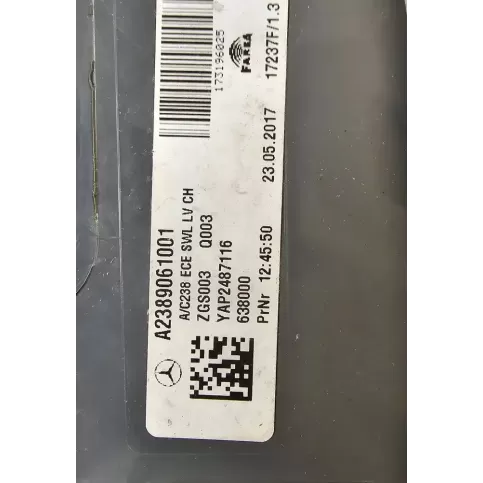 A2389061001
A/C238 ECE SWL LV CH
ZGS003 Q003
YAP2487116
638000
PrNr 12:45:50 23.05.2017 17237F/1.3
173196025
FARBA